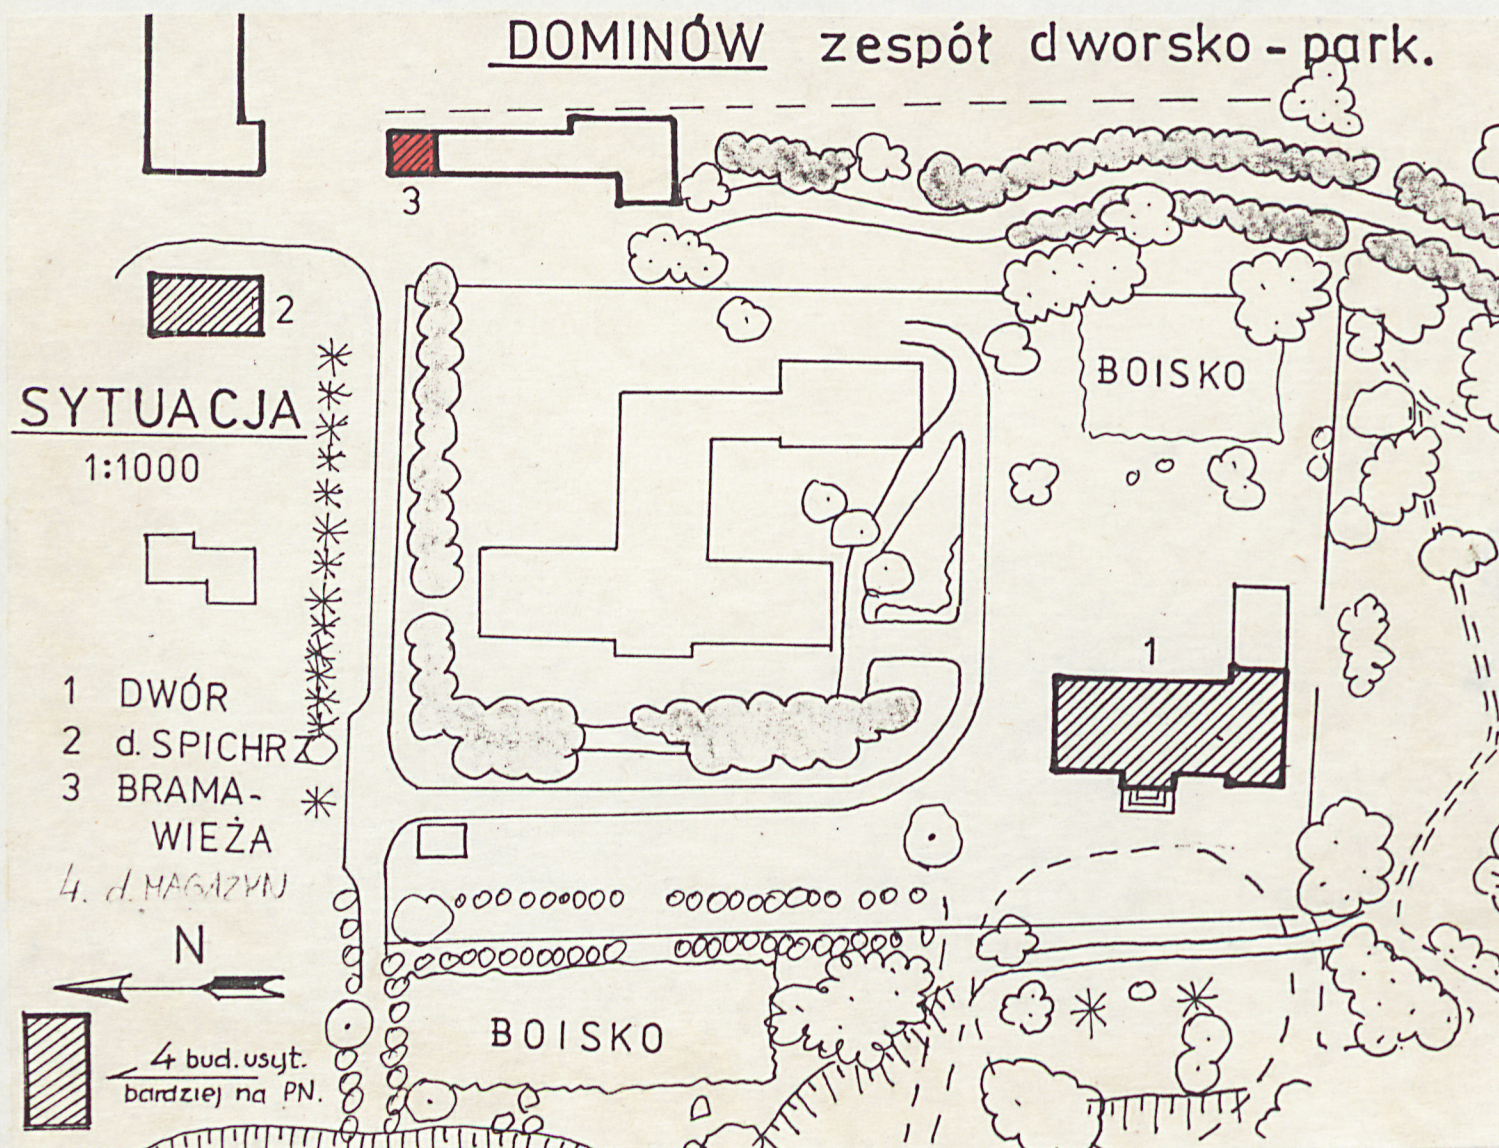 DOMINÓW zespół dworsko - park.
3
2
SYTUACJA
1:1000
BOISKO
1
1 DWÓR
2 d. SPICHRZ
3 BRAMA-
WIEŻA
4. d. MAGAZYN
N
BOISKO
4 bud. usyt.
bardziej na PN.